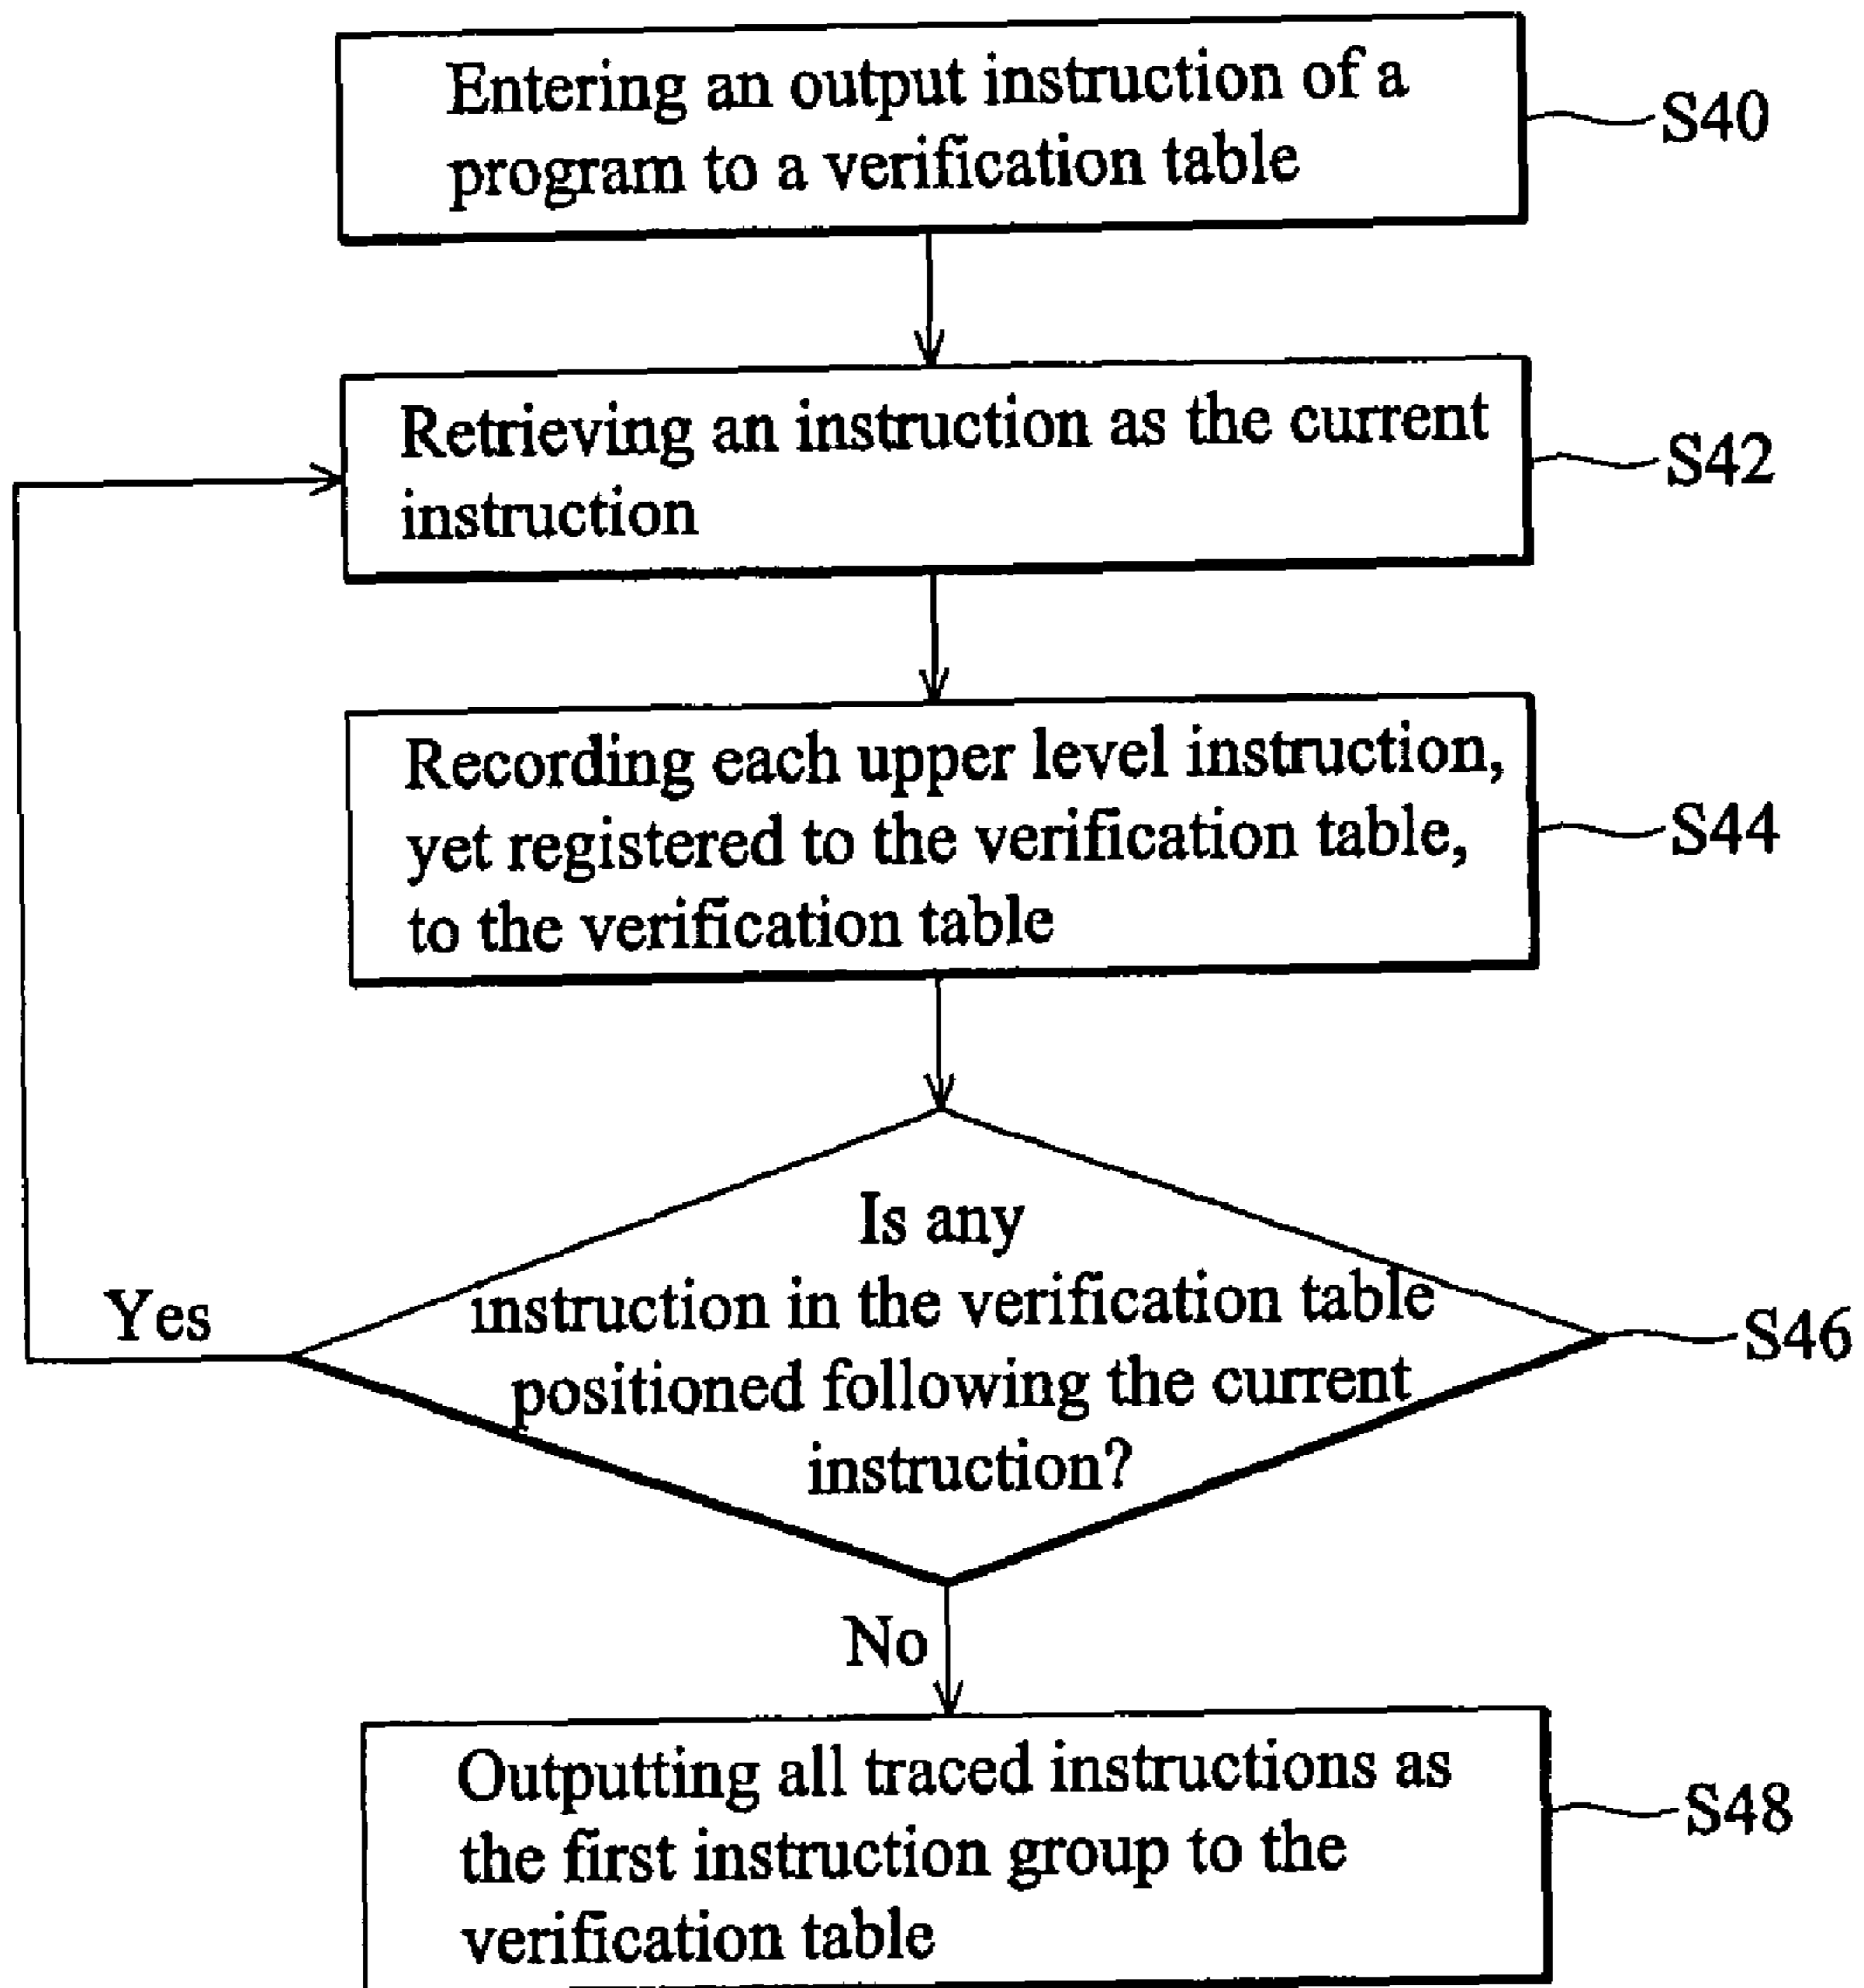 Entering an output instruction of a
program to a verification table
S40
Retrieving an instruction as the current
instruction
S42
Recording each upper level instruction,
yet registered to the verification table,
to the verification table
S44
Is any
instruction in the verification table
positioned following the current
instruction?
S46
Yes
No
Outputting all traced instructions as
the first instruction group to the
verification table
S48